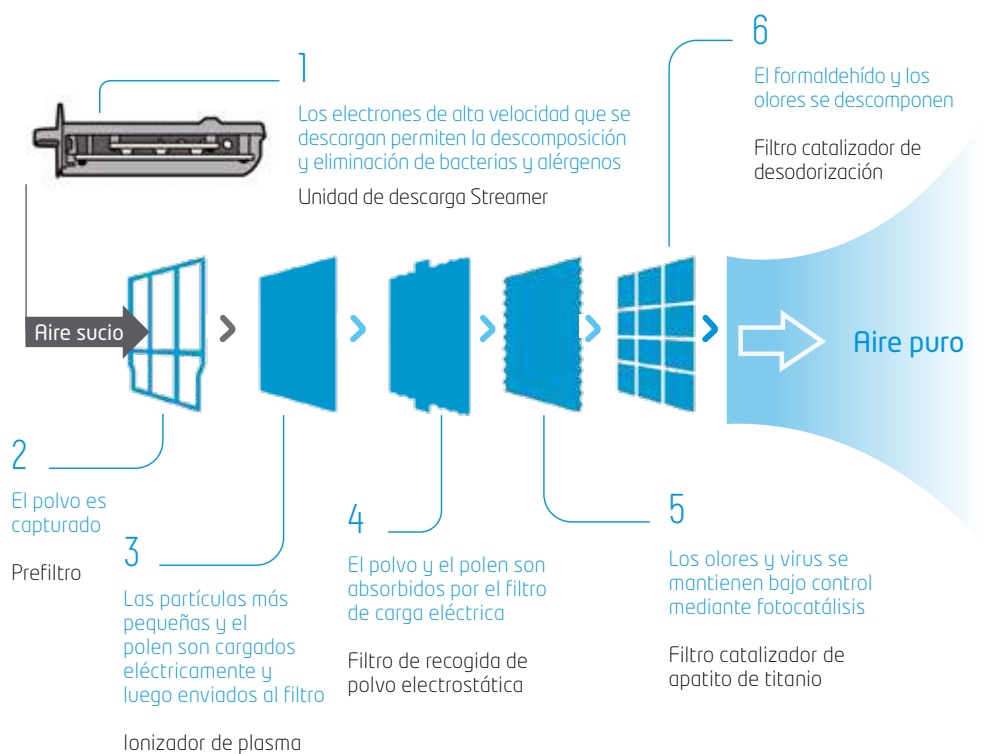 1
Los electrones de alta velocidad que se
descargan permiten la descomposición
y eliminación de bacterias y alérgenos
Unidad de descarga Streamer
6
El formaldehído y los
olores se descomponen
Filtro catalizador de
desodorización
Aire sucio
Aire puro
2
El polvo es
capturado
Prefiltro
3
Las partículas más
pequeñas y el
polen son cargados
eléctricamente y
luego enviados al filtro
Ionizador de plasma
4
El polvo y el polen son
absorbidos por el filtro
de carga eléctrica
Filtro de recogida de
polvo electrostática
5
Los olores y virus se
mantienen bajo control
mediante fotocatálisis
Filtro catalizador de
apatito de titanio